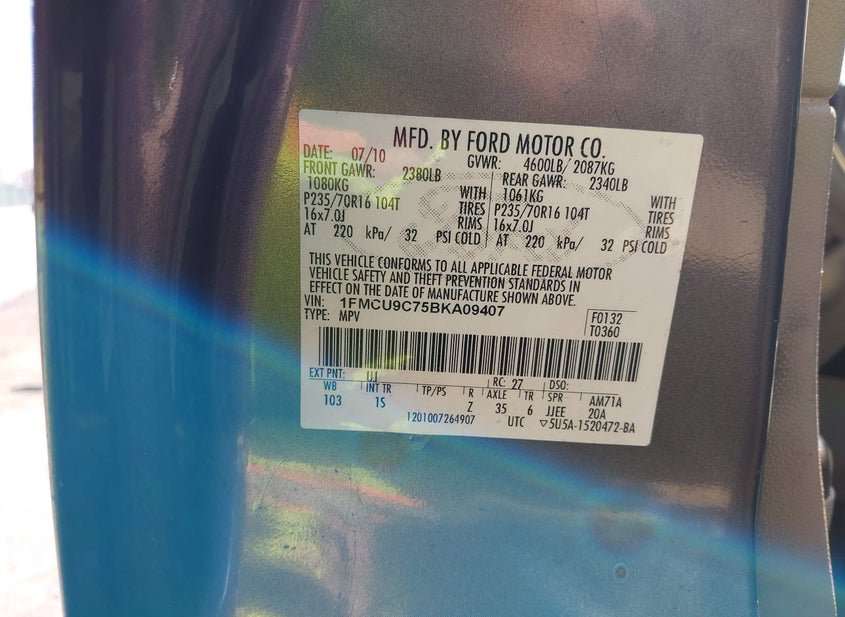 MFD. BY FORD MOTOR CO.
DATE: 07/10 GVWR: 4600LB/ 2087KG
FRONT GAWR: 2380LB REAR GAWR: 2340LB
1080KG WITH 1061KG WITH
P235/70R16 104T TIRES P235/70R16 104T TIRES
16x7.0J RIMS 16x7.0J RIMS
AT 220 kPa/ 32 PSI COLD AT 220 kPa/ 32 PSI COLD
THIS VEHICLE CONFORMS TO ALL APPLICABLE FEDERAL MOTOR
VEHICLE SAFETY AND THEFT PREVENTION STANDARDS IN
EFFECT ON THE DATE OF MANUFACTURE SHOWN ABOVE.
VIN: 1FMCU9C75BKA09407 F0132
TYPE: MPV T0360
EXT PNT: UJ RC: 27 DSO:
WB INT TR TP/PS R AXLE TR SPR AM71A
103 1S Z 35 6 JJEE 20A
1201007264907 UTC ▽5U5A-1520472-BA